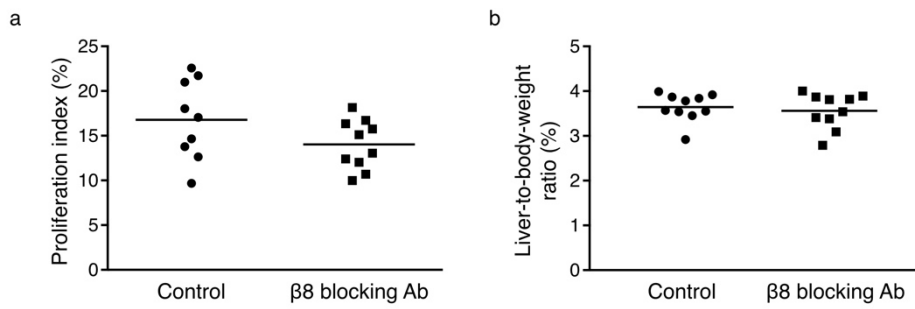 a
Proliferation index (%)
25
20
15
10
5
0
Control
β8 blocking Ab
b
Liver-to-body-weight
ratio (%)
5
4
3
2
1
0
Control
β8 blocking Ab